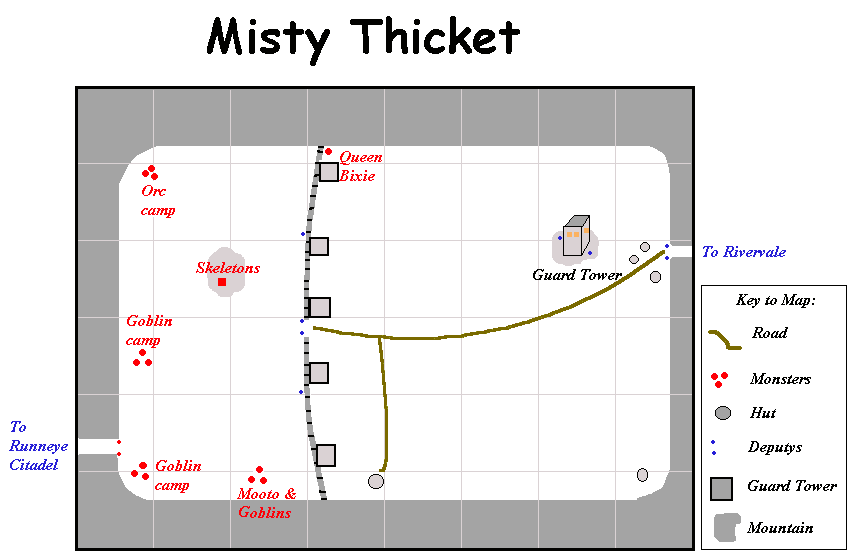 Misty Thicket
Queen
Bixie
Orc
camp
Skeletons
Guard Tower
To Rivervale
Goblin
camp
To
Runneye
Citadel
Goblin
camp
Mooto &
Goblins
Key to Map:
Road
Monsters
Hut
Deputys
Guard Tower
Mountain